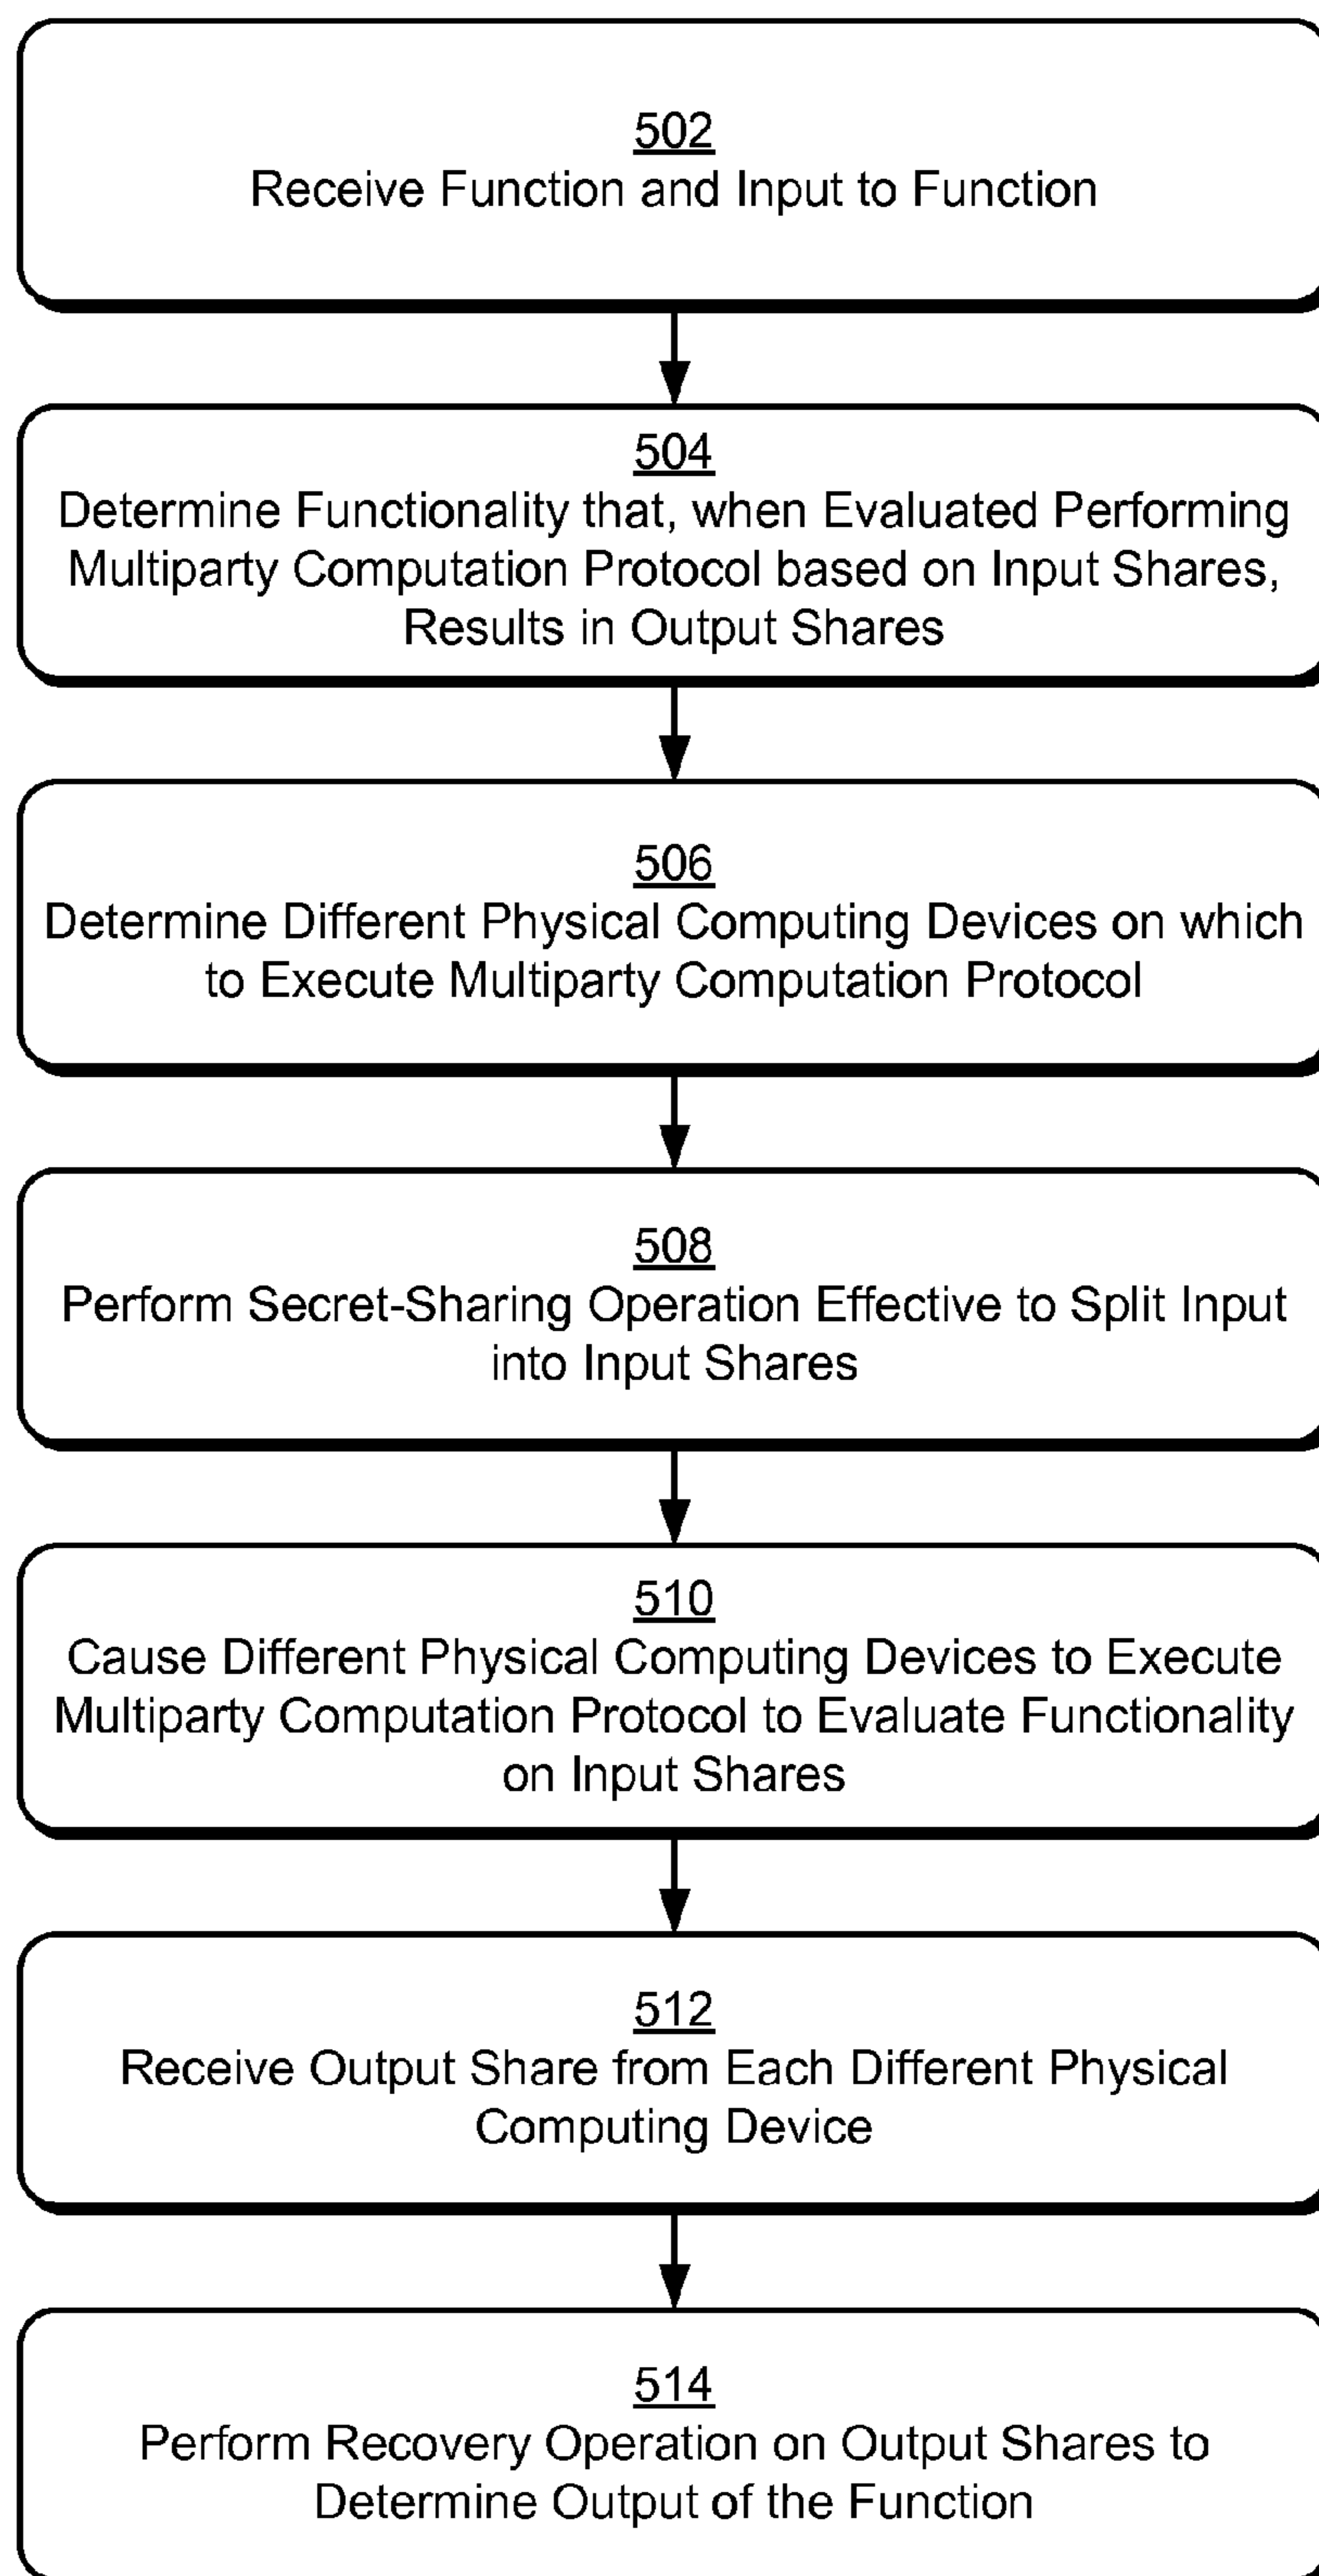 502
Receive Function and Input to Function
504
Determine Functionality that, when Evaluated Performing
Multiparty Computation Protocol based on Input Shares,
Results in Output Shares
506
Determine Different Physical Computing Devices on which
to Execute Multiparty Computation Protocol
508
Perform Secret-Sharing Operation Effective to Split Input
into Input Shares
510
Cause Different Physical Computing Devices to Execute
Multiparty Computation Protocol to Evaluate Functionality
on Input Shares
512
Receive Output Share from Each Different Physical
Computing Device
514
Perform Recovery Operation on Output Shares to
Determine Output of the Function